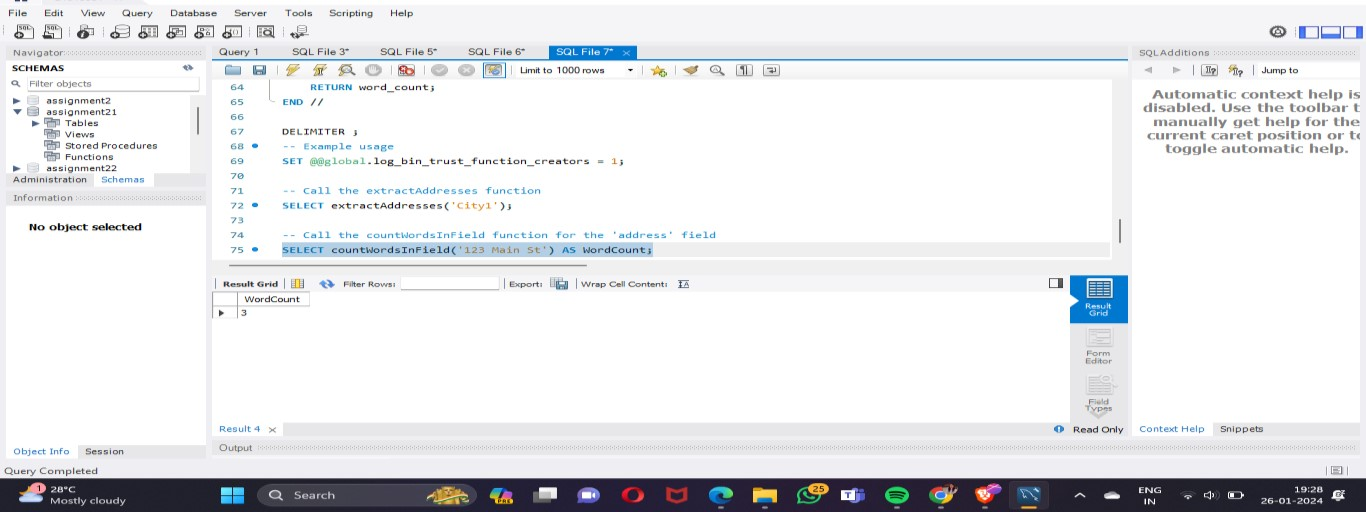 File Edit View Query Database Server Tools Scripting Help
Navigator
SCHEMAS
Filter objects
assignment2
assignment21
Tables
Views
Stored Procedures
Functions
assignment22
Administration Schemas
Information
No object selected
Object Info Session
Query 1 SQL File 3* SQL File 5* SQL File 6* SQL File 7* ×
Limit to 1000 rows
64 RETURN word_count;
65 END //
66
67 DELIMITER ;
68 -- Example usage
69 SET @@global.log_bin_trust_function_creators = 1;
70
71 -- Call the extractAddresses function
72 SELECT extractAddresses('City1');
73
74 -- Call the countWordsInField function for the 'address' field
75 SELECT countWordsInField('123 Main St') AS WordCount;
Result Grid Filter Rows: Export: Wrap Cell Content:
WordCount
3
Result Grid
Form Editor
Field Types
Result 4 × Read Only
Output
SQLAdditions
Jump to
Automatic context help is
disabled. Use the toolbar t
manually get help for the
current caret position or to
toggle automatic help.
Context Help Snippets
Query Completed
1 28°C
Mostly cloudy
Search
PRE
25
ENG
IN
19:28
26-01-2024